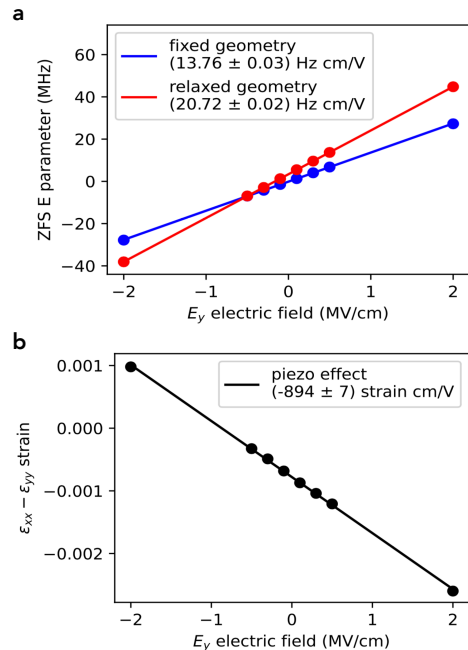 a
ZFS E parameter (MHz)
60
40
20
0
−20
−40
fixed geometry
(13.76 ± 0.03) Hz cm/V
relaxed geometry
(20.72 ± 0.02) Hz cm/V
−2
−1
0
1
2
E_y electric field (MV/cm)
b
ε_xx − ε_yy strain
0.001
0.000
−0.001
−0.002
piezo effect
(-894 ± 7) strain cm/V
−2
−1
0
1
2
E_y electric field (MV/cm)